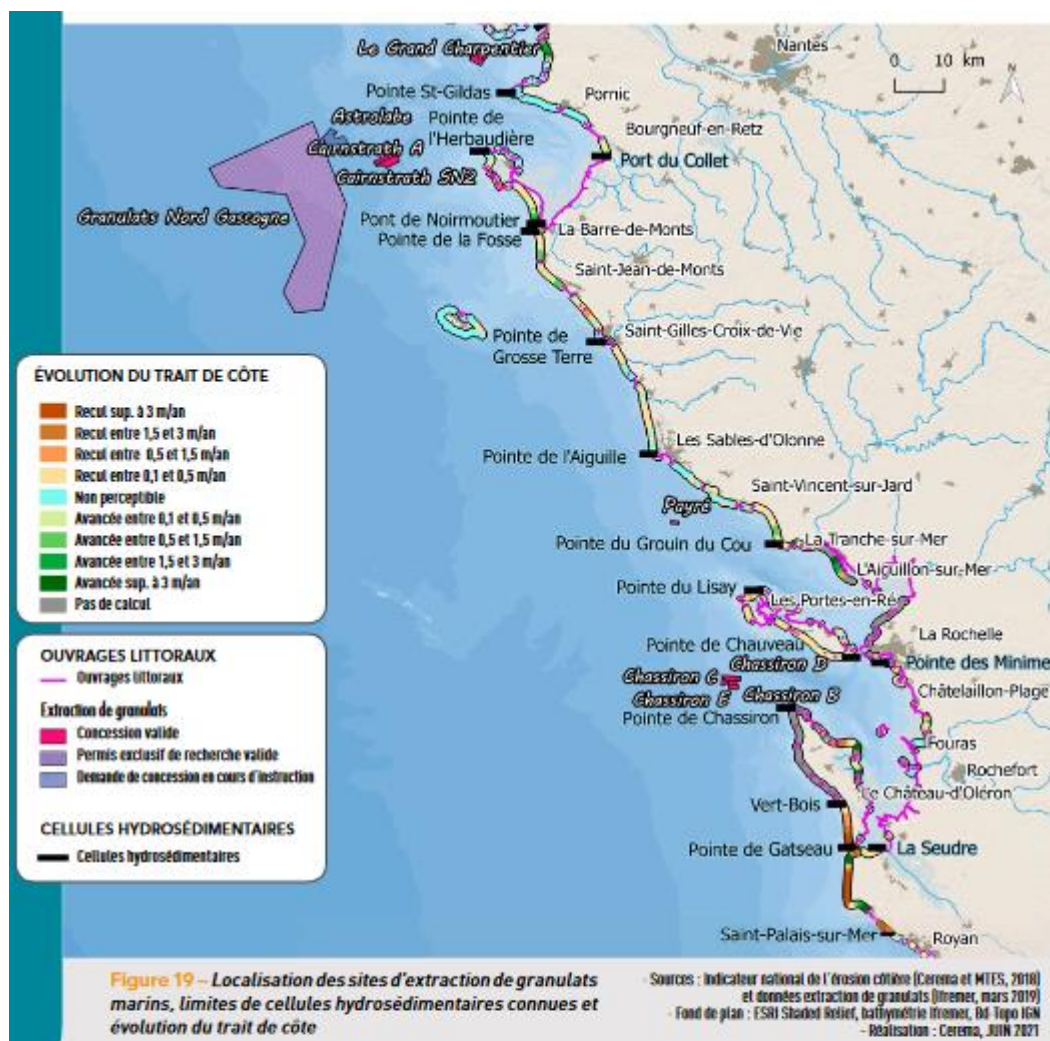 Le Grand Charpentier
Nantes
0 10 km
N
Pointe St-Gildas
Pornic
Astrolabe
Pointe de
l'Herbaudière
Bourgneuf-en-Retz
Cairnstrath A
Port du Collet
Cairnstrath SN2
Granulats Nord Gascogne
Pont de Noirmoutier
La Barre-de-Monts
Pointe de la Fosse
Saint-Jean-de-Monts
Pointe de
Grosse Terre
Saint-Gilles-Croix-de-Vie
Les Sables-d'Olonne
Pointe de l'Aiguille
Saint-Vincent-sur-Jard
Payré
Pointe du Grouin du Cou
La Tranche-sur-Mer
L'Aiguillon-sur-Mer
Pointe du Lisay
Les Portes-en-Ré
Pointe de Chauveau
La Rochelle
Chassiron D
Pointe des Minime
Chassiron C
Chassiron E
Chassiron B
Châtelaillon-Plage
Pointe de Chassiron
Fouras
Rochefort
Le Château-d'Oléron
Vert-Bois
Pointe de Gatseau
La Seudre
Saint-Palais-sur-Mer
Royan
ÉVOLUTION DU TRAIT DE CÔTE
Recul sup. à 3 m/an
Recul entre 1,5 et 3 m/an
Recul entre 0,5 et 1,5 m/an
Recul entre 0,1 et 0,5 m/an
Non perceptible
Avancée entre 0,1 et 0,5 m/an
Avancée entre 0,5 et 1,5 m/an
Avancée entre 1,5 et 3 m/an
Avancée sup. à 3 m/an
Pas de calcul
OUVRAGES LITTORAUX
Ouvrages littoraux
Extraction de granulats
Concession valide
Permis exclusif de recherche valide
Demande de concession en cours d'instruction
CELLULES HYDROSÉDIMENTAIRES
Cellules hydrosédimentaires
Figure 19 – Localisation des sites d'extraction de granulats
marins, limites de cellules hydrosédimentaires connues et
évolution du trait de côte
- Sources : Indicateur national de l'érosion côtière (Cerema et MTES, 2018)
et données extraction de granulats (Ifremer, mars 2019)
- Fond de plan : ESRI Shaded Relief, bathymétrie Ifremer, Bd Topo IGN
- Réalisation : Cerema, JUIN 2021